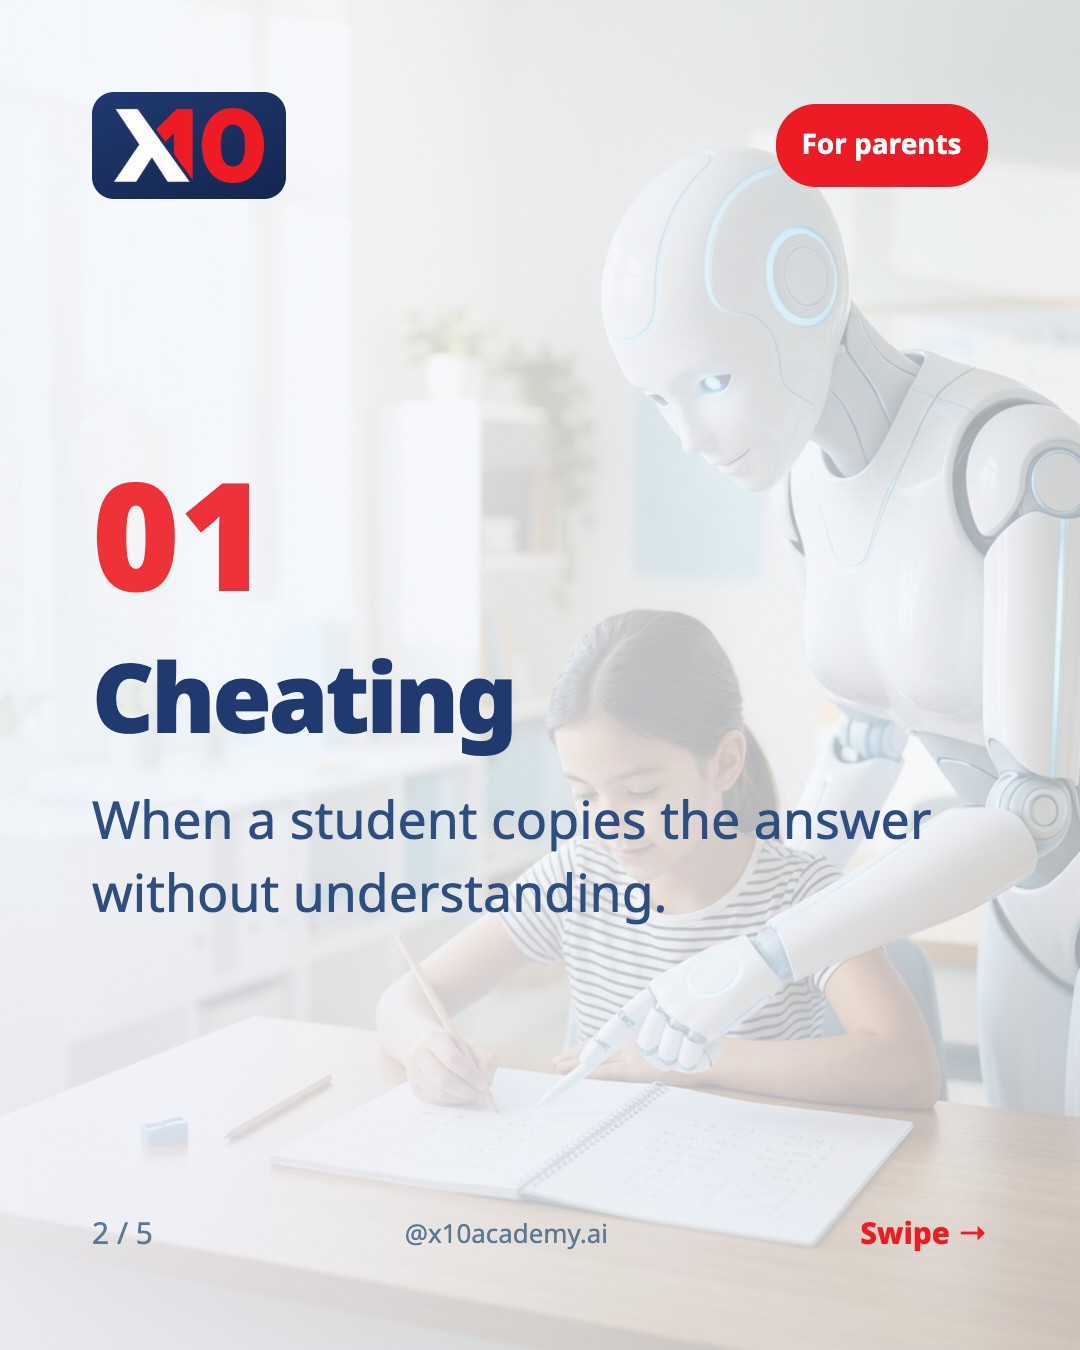 X10
For parents
01
Cheating
When a student copies the answer
without understanding.
2 / 5
@x10academy.ai
Swipe →